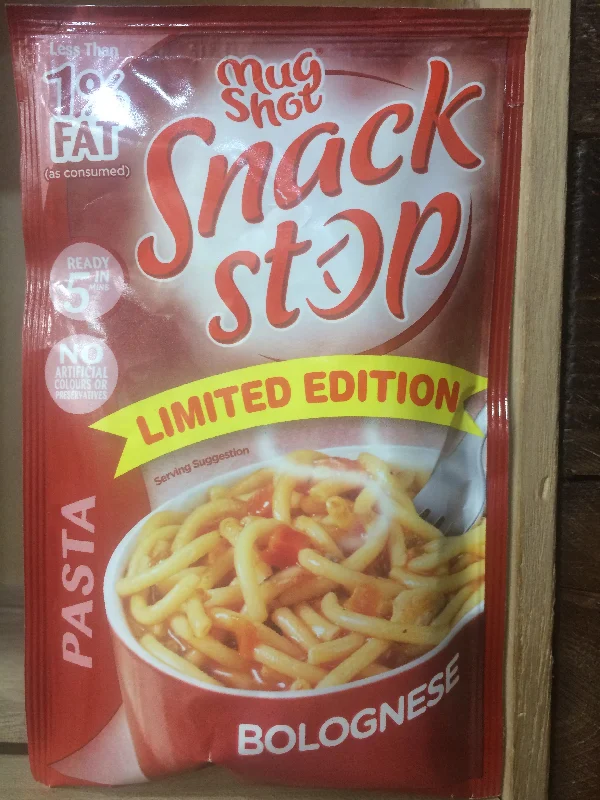 Less Than
1%
FAT
(as consumed)
Mug
Shot
Snack
stop
READY
5 IN
MINS
NO
ARTIFICIAL
COLOURS OR
PRESERVATIVES
LIMITED EDITION
Serving Suggestion
PASTA
BOLOGNESE